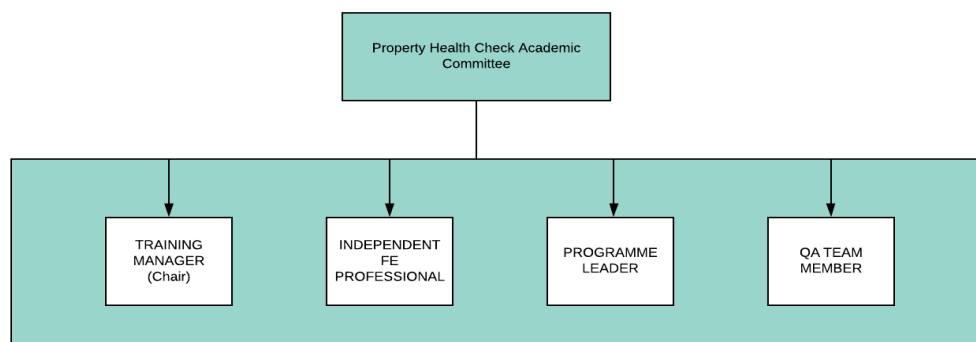 Property Health Check Academic
Committee
TRAINING
MANAGER
(Chair)
INDEPENDENT
FE
PROFESSIONAL
PROGRAMME
LEADER
QA TEAM
MEMBER